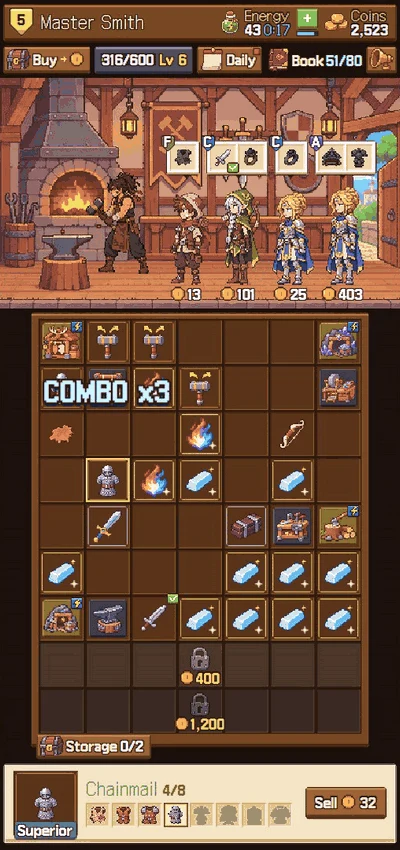 5 Master Smith
Energy
43 0:17
Coins
2,523
Buy
316/600 Lv 6
Daily
Book 51/80
F
C
C
A
13
101
25
403
COMBO x3
400
1,200
Storage 0/2
Chainmail 4/8
Superior
Sell 32